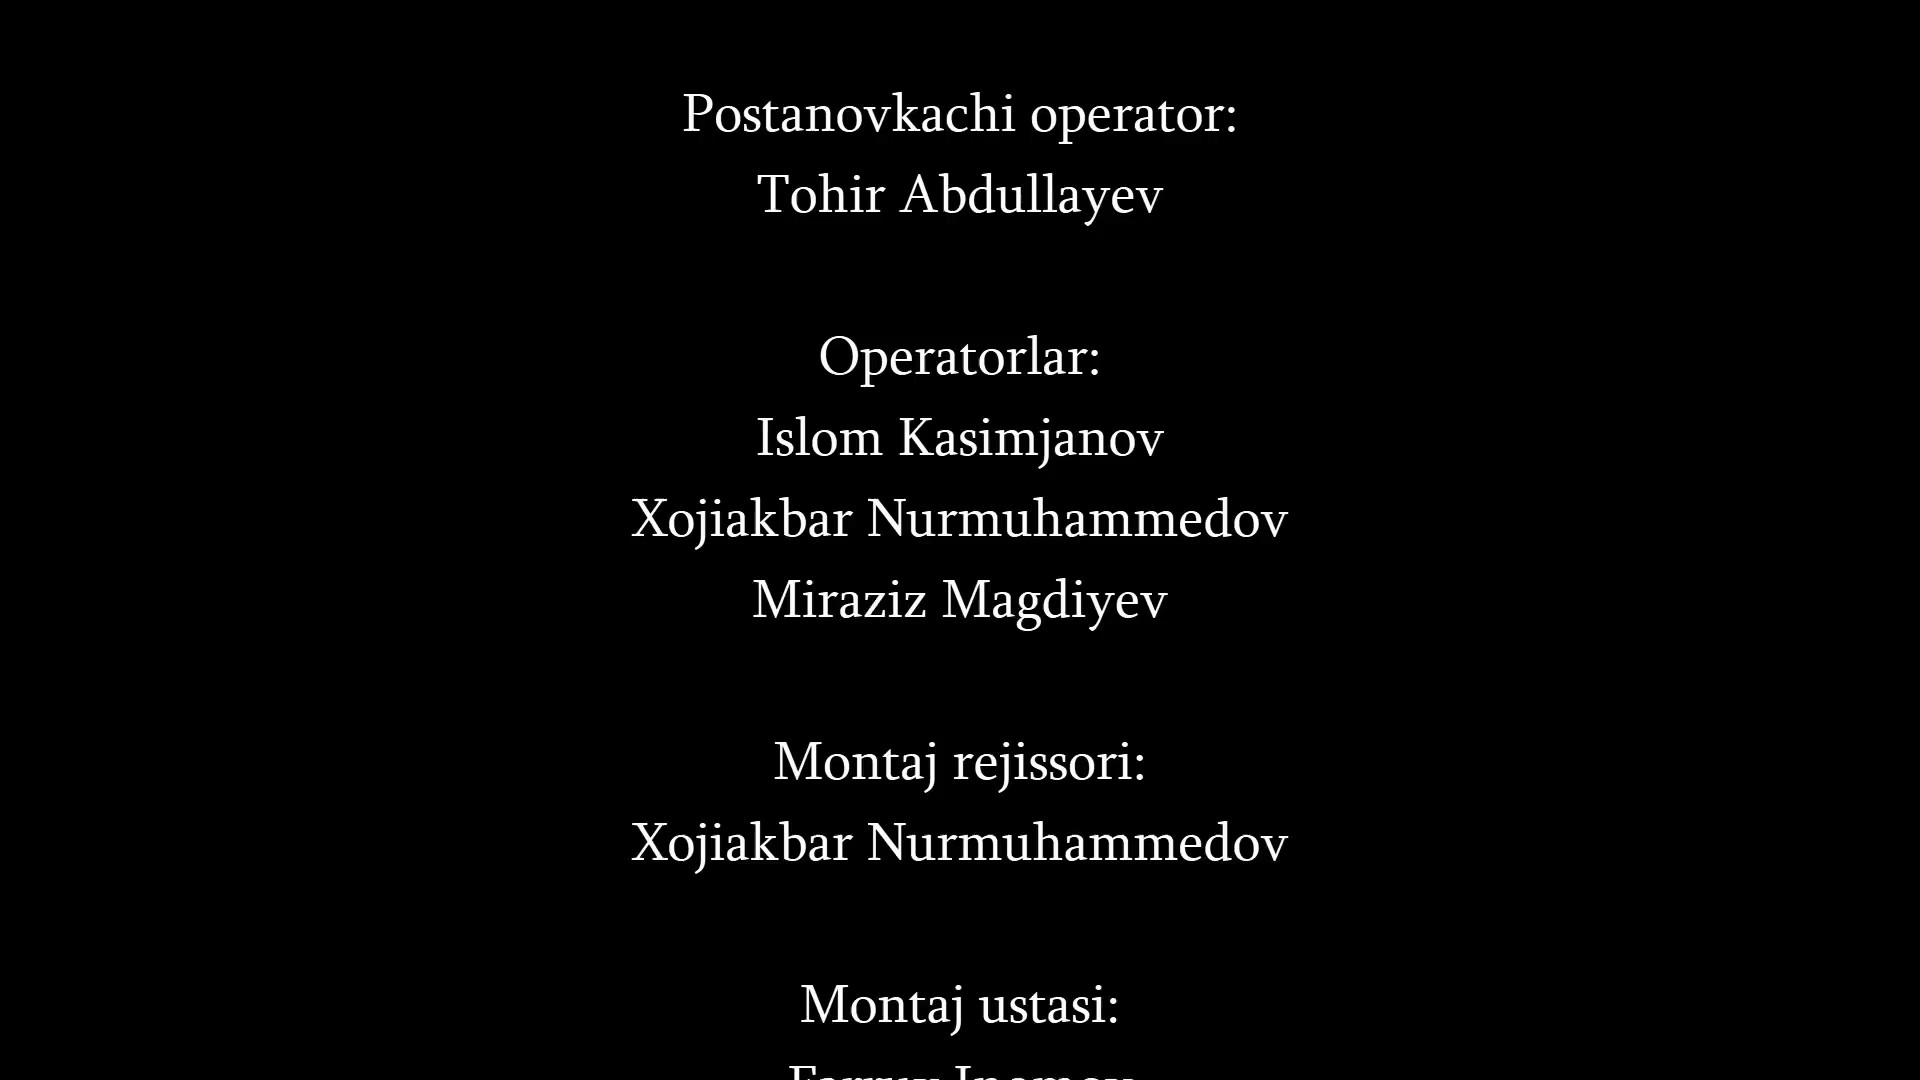 Postanovkachi operator:
Tohir Abdullayev
Operatorlar:
Islom Kasimjanov
Xojiakbar Nurmuhammedov
Miraziz Magdiyev
Montaj rejissori:
Xojiakbar Nurmuhammedov
Montaj ustasi: